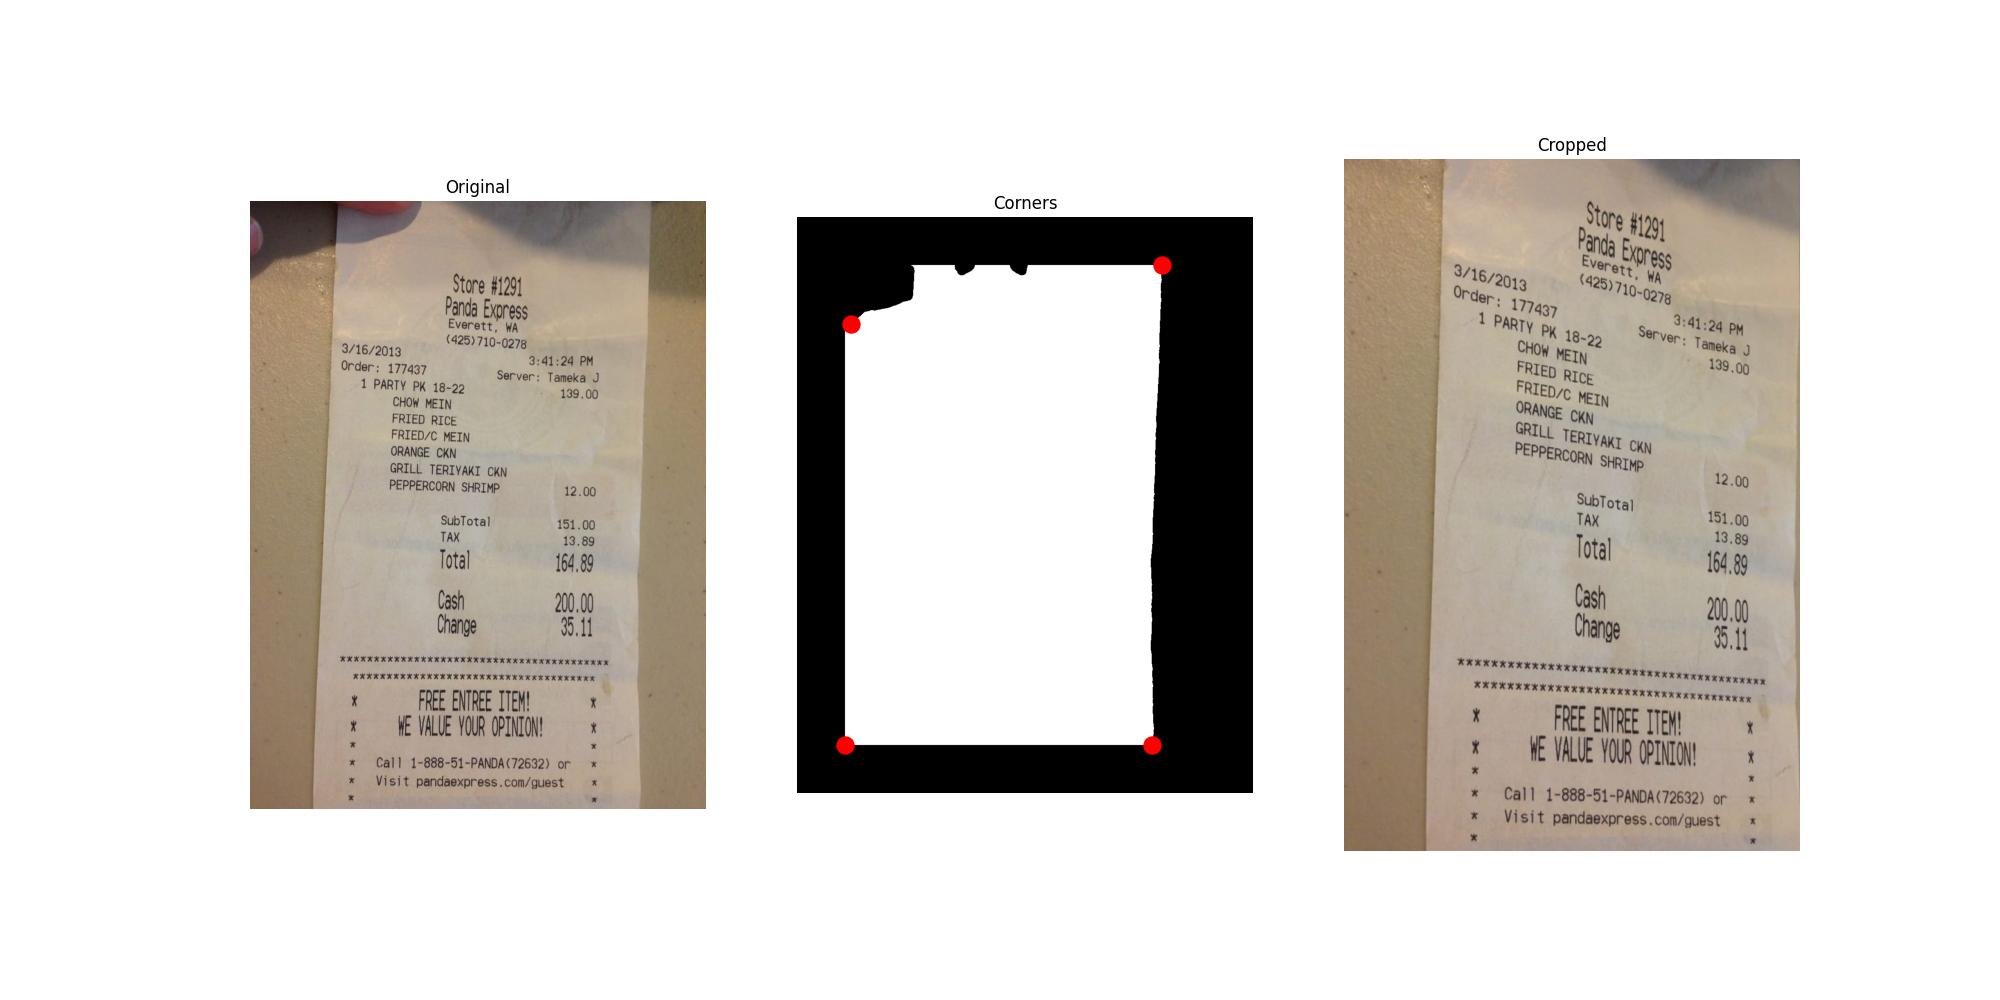 Original
Store #1291
Panda Express
Everett, WA
(425)710-0278
3/16/2013 3:41:24 PM
Order: 177437 Server: Tameka J
1 PARTY PK 18-22 139.00
CHOW MEIN
FRIED RICE
FRIED/C MEIN
ORANGE CKN
GRILL TERIYAKI CKN
PEPPERCORN SHRIMP 12.00
SubTotal 151.00
TAX 13.89
Total 164.89
Cash 200.00
Change 35.11
****************************************
************************************
* FREE ENTREE ITEM! *
* WE VALUE YOUR OPINION! *
* *
* Call 1-888-51-PANDA(72632) or *
* Visit pandaexpress.com/guest *
* *
Corners
Cropped
Store #1291
Panda Express
Everett, WA
(425)710-0278
3/16/2013 3:41:24 PM
Order: 177437 Server: Tameka J
1 PARTY PK 18-22 139.00
CHOW MEIN
FRIED RICE
FRIED/C MEIN
ORANGE CKN
GRILL TERIYAKI CKN
PEPPERCORN SHRIMP 12.00
SubTotal 151.00
TAX 13.89
Total 164.89
Cash 200.00
Change 35.11
****************************************
************************************
* FREE ENTREE ITEM! *
* WE VALUE YOUR OPINION! *
* *
* Call 1-888-51-PANDA(72632) or *
* Visit pandaexpress.com/guest *
* *